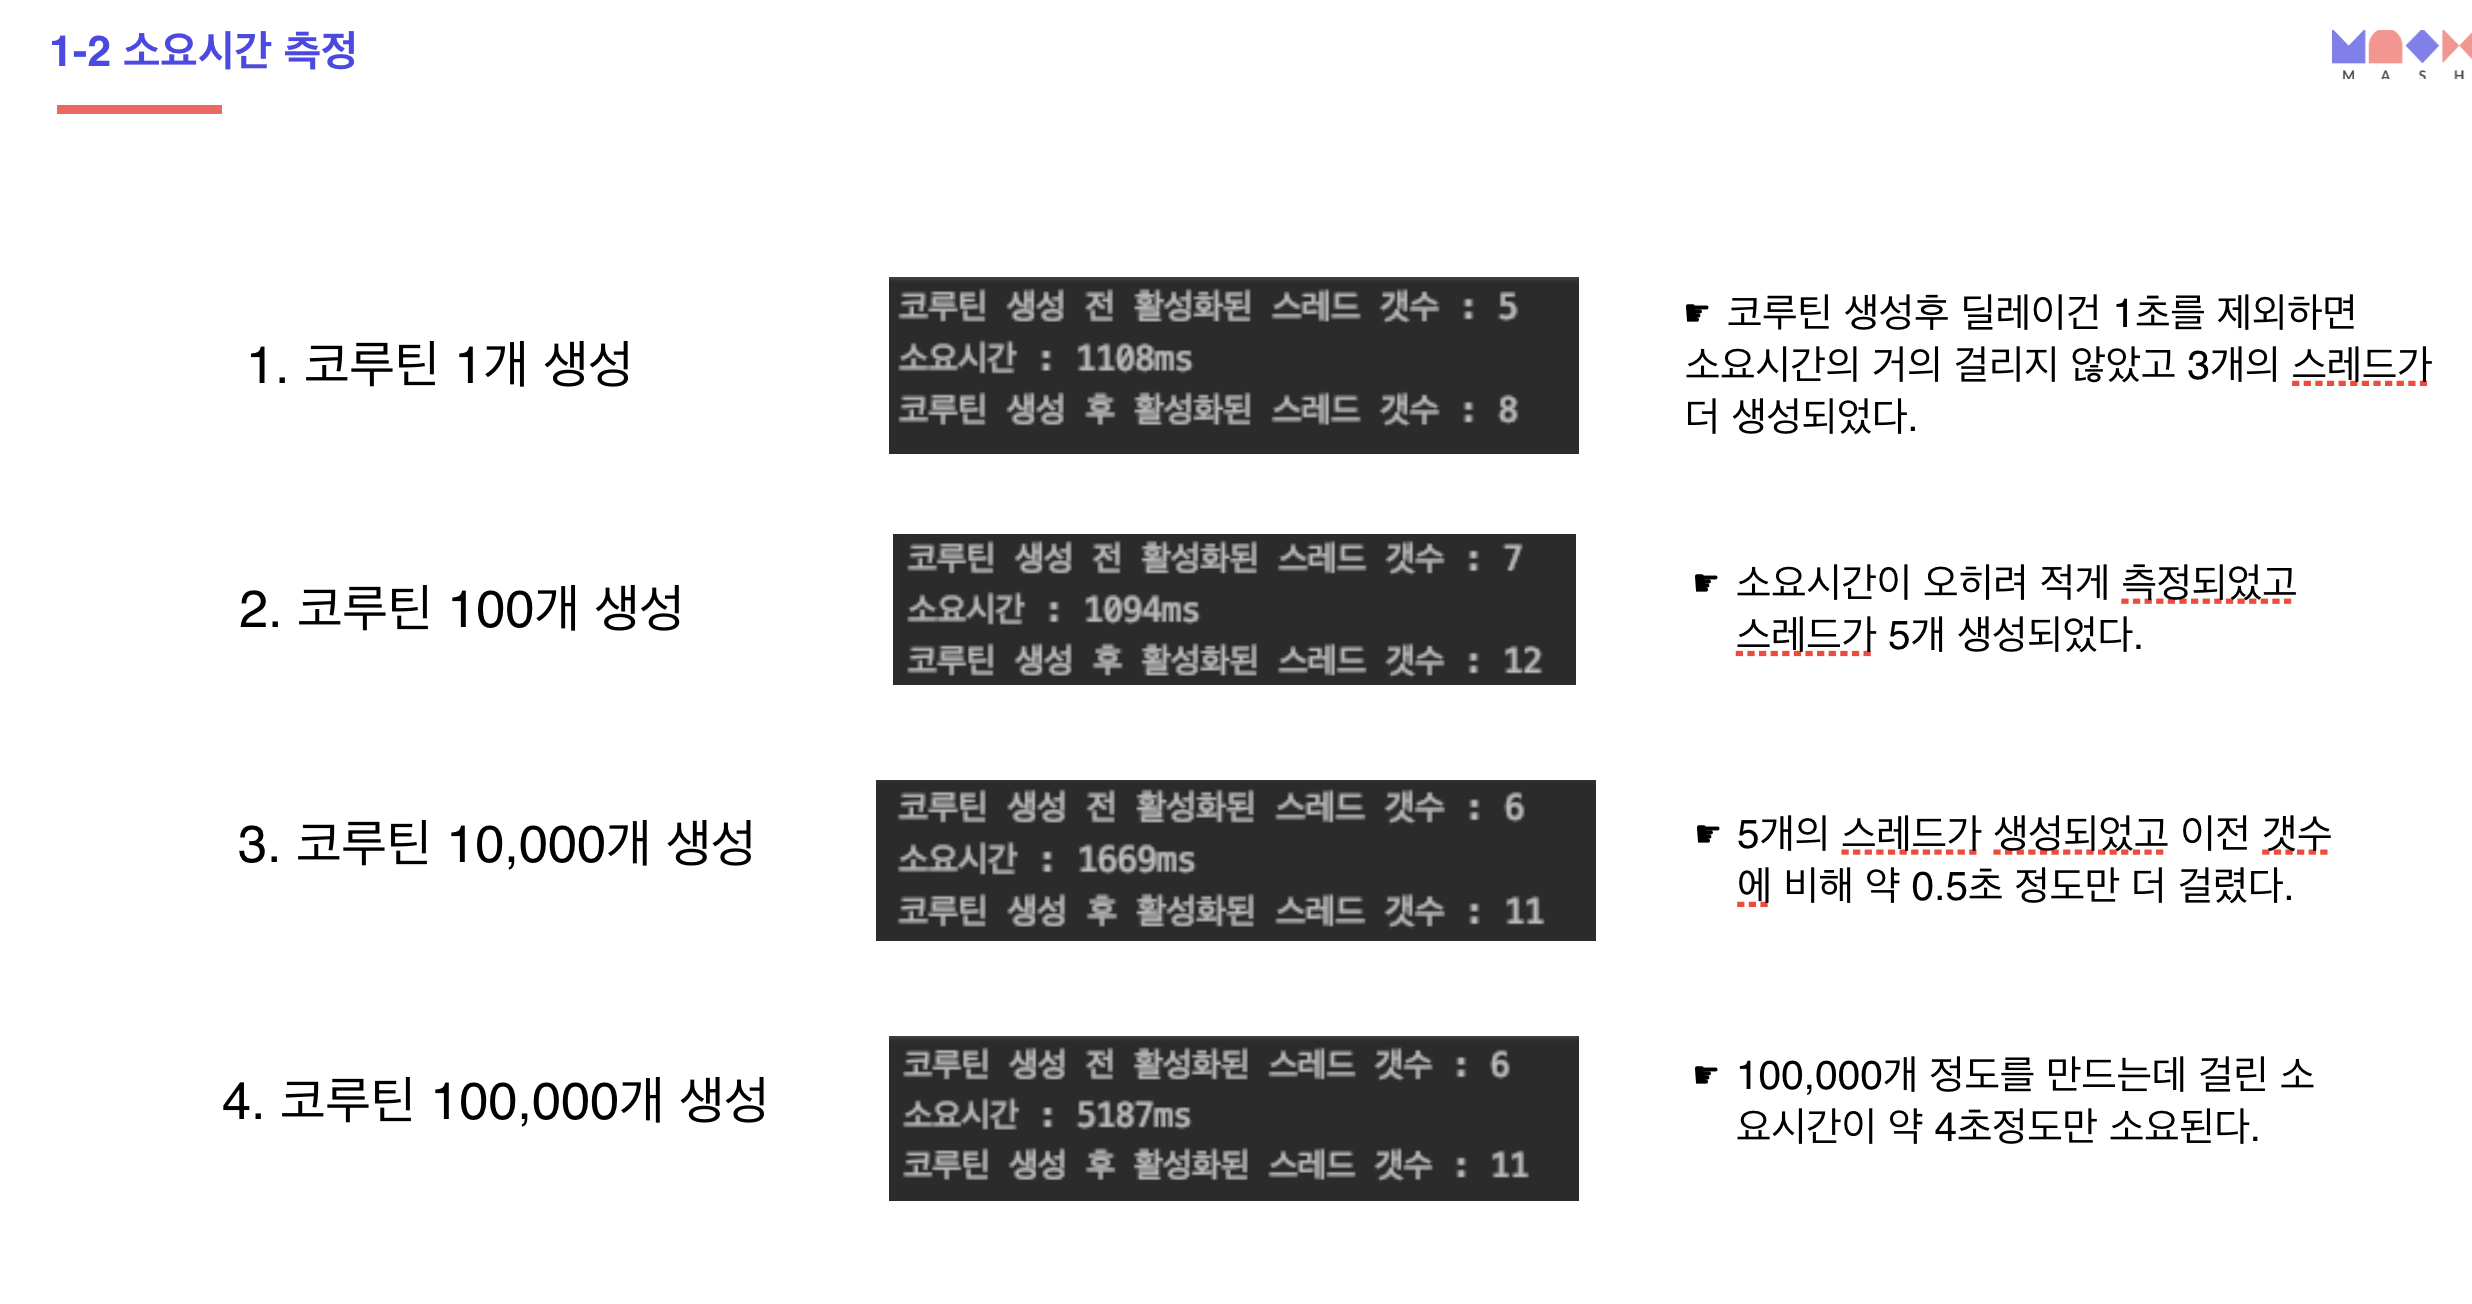 1-2 소요시간 측정
M A S H
1. 코루틴 1개 생성
코루틴 생성 전 활성화된 스레드 갯수 : 5
소요시간 : 1108ms
코루틴 생성 후 활성화된 스레드 갯수 : 8
☛ 코루틴 생성후 딜레이건 1초를 제외하면
소요시간의 거의 걸리지 않았고 3개의 스레드가
더 생성되었다.
2. 코루틴 100개 생성
코루틴 생성 전 활성화된 스레드 갯수 : 7
소요시간 : 1094ms
코루틴 생성 후 활성화된 스레드 갯수 : 12
☛ 소요시간이 오히려 적게 측정되었고
스레드가 5개 생성되었다.
3. 코루틴 10,000개 생성
코루틴 생성 전 활성화된 스레드 갯수 : 6
소요시간 : 1669ms
코루틴 생성 후 활성화된 스레드 갯수 : 11
☛ 5개의 스레드가 생성되었고 이전 갯수
에 비해 약 0.5초 정도만 더 걸렸다.
4. 코루틴 100,000개 생성
코루틴 생성 전 활성화된 스레드 갯수 : 6
소요시간 : 5187ms
코루틴 생성 후 활성화된 스레드 갯수 : 11
☛ 100,000개 정도를 만드는데 걸린 소
요시간이 약 4초정도만 소요된다.